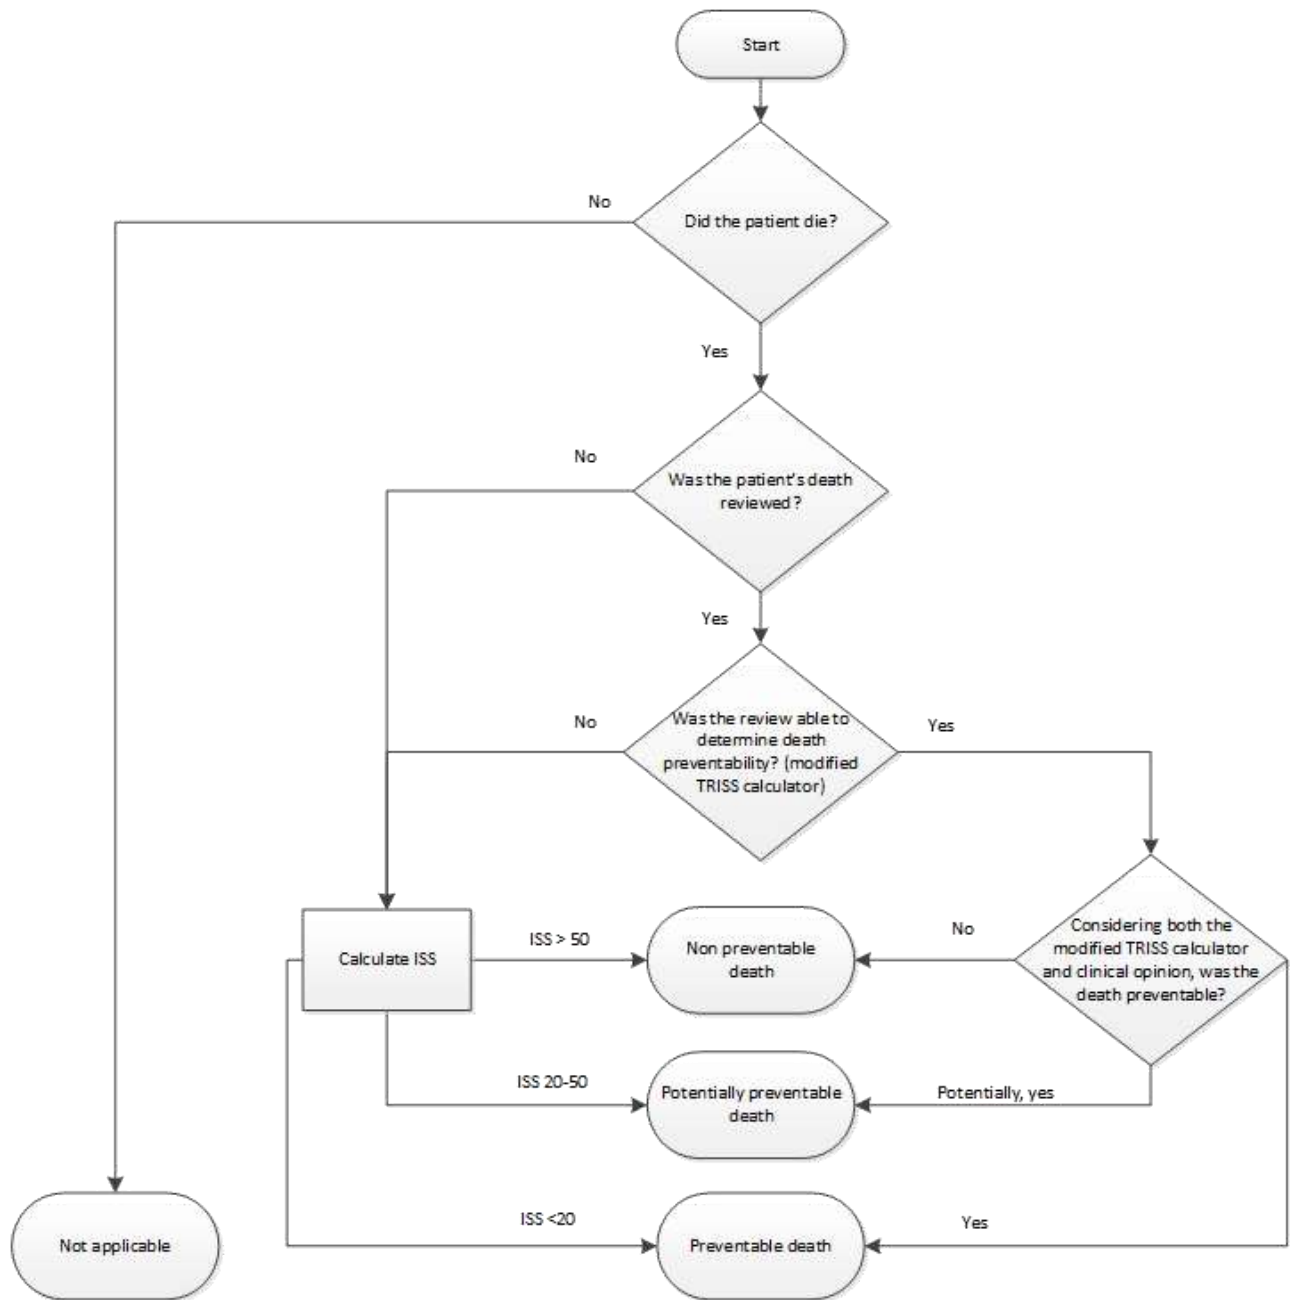 Start
No
Did the patient die?
Yes
No
Was the patient's death
reviewed?
Yes
No
Was the review able to
determine death
preventability? (modified
TRISS calculator)
Yes
Calculate ISS
ISS > 50
Non preventable
death
No
Considering both the
modified TRISS calculator
and clinical opinion, was the
death preventable?
ISS 20-50
Potentially preventable
death
Potentially, yes
Not applicable
ISS <20
Preventable death
Yes